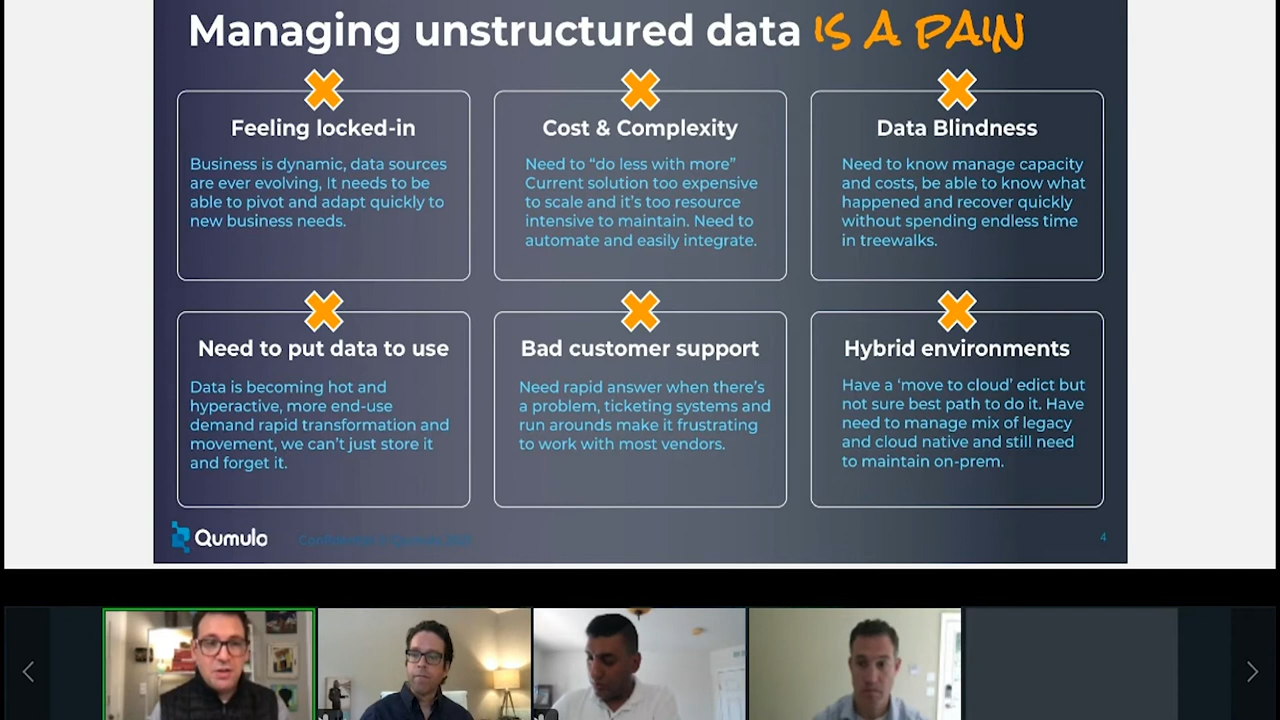 Managing unstructured data IS A PAIN
Feeling locked-in
Business is dynamic, data sources
are ever evolving, It needs to be
able to pivot and adapt quickly to
new business needs.
Cost & Complexity
Need to “do less with more”
Current solution too expensive
to scale and it’s too resource
intensive to maintain. Need to
automate and easily integrate.
Data Blindness
Need to know manage capacity
and costs, be able to know what
happened and recover quickly
without spending endless time
in treewalks.
Need to put data to use
Data is becoming hot and
hyperactive, more end-use
demand rapid transformation and
movement, we can’t just store it
and forget it.
Bad customer support
Need rapid answer when there’s
a problem, ticketing systems and
run arounds make it frustrating
to work with most vendors.
Hybrid environments
Have a ‘move to cloud’ edict but
not sure best path to do it. Have
need to manage mix of legacy
and cloud native and still need
to maintain on-prem.
Qumulo
4